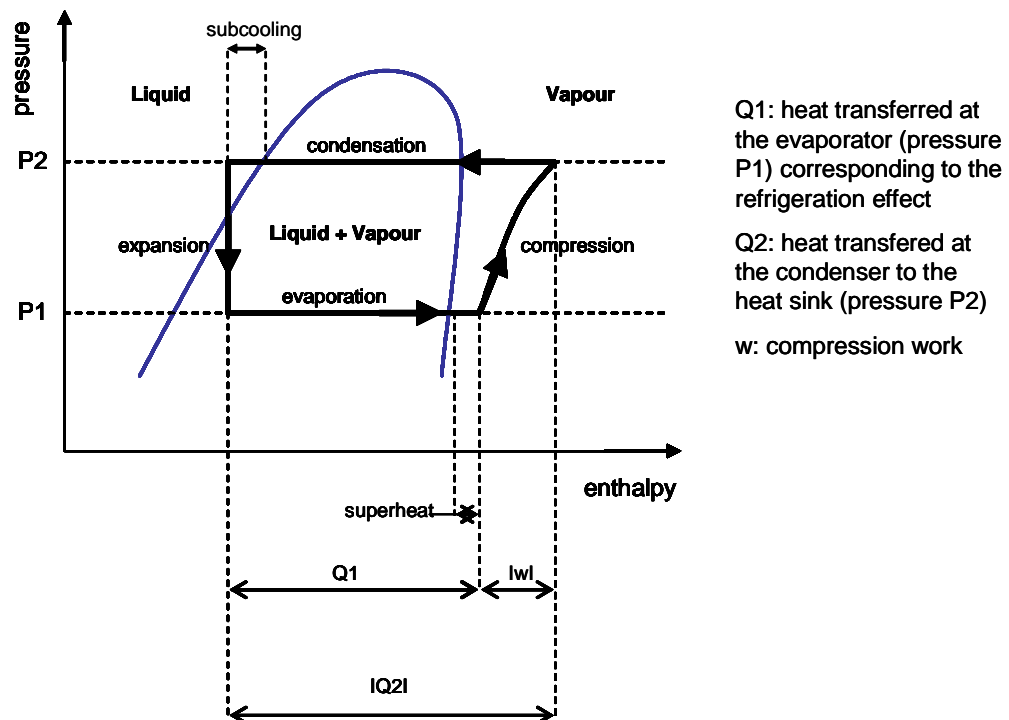 subcooling
pressure
Liquid
Vapour
P2
condensation
expansion
Liquid + Vapour
compression
evaporation
P1
enthalpy
superheat
Q1
IwI
IQ2I
Q1: heat transferred at
the evaporator (pressure
P1) corresponding to the
refrigeration effect
Q2: heat transfered at
the condenser to the
heat sink (pressure P2)
w: compression work